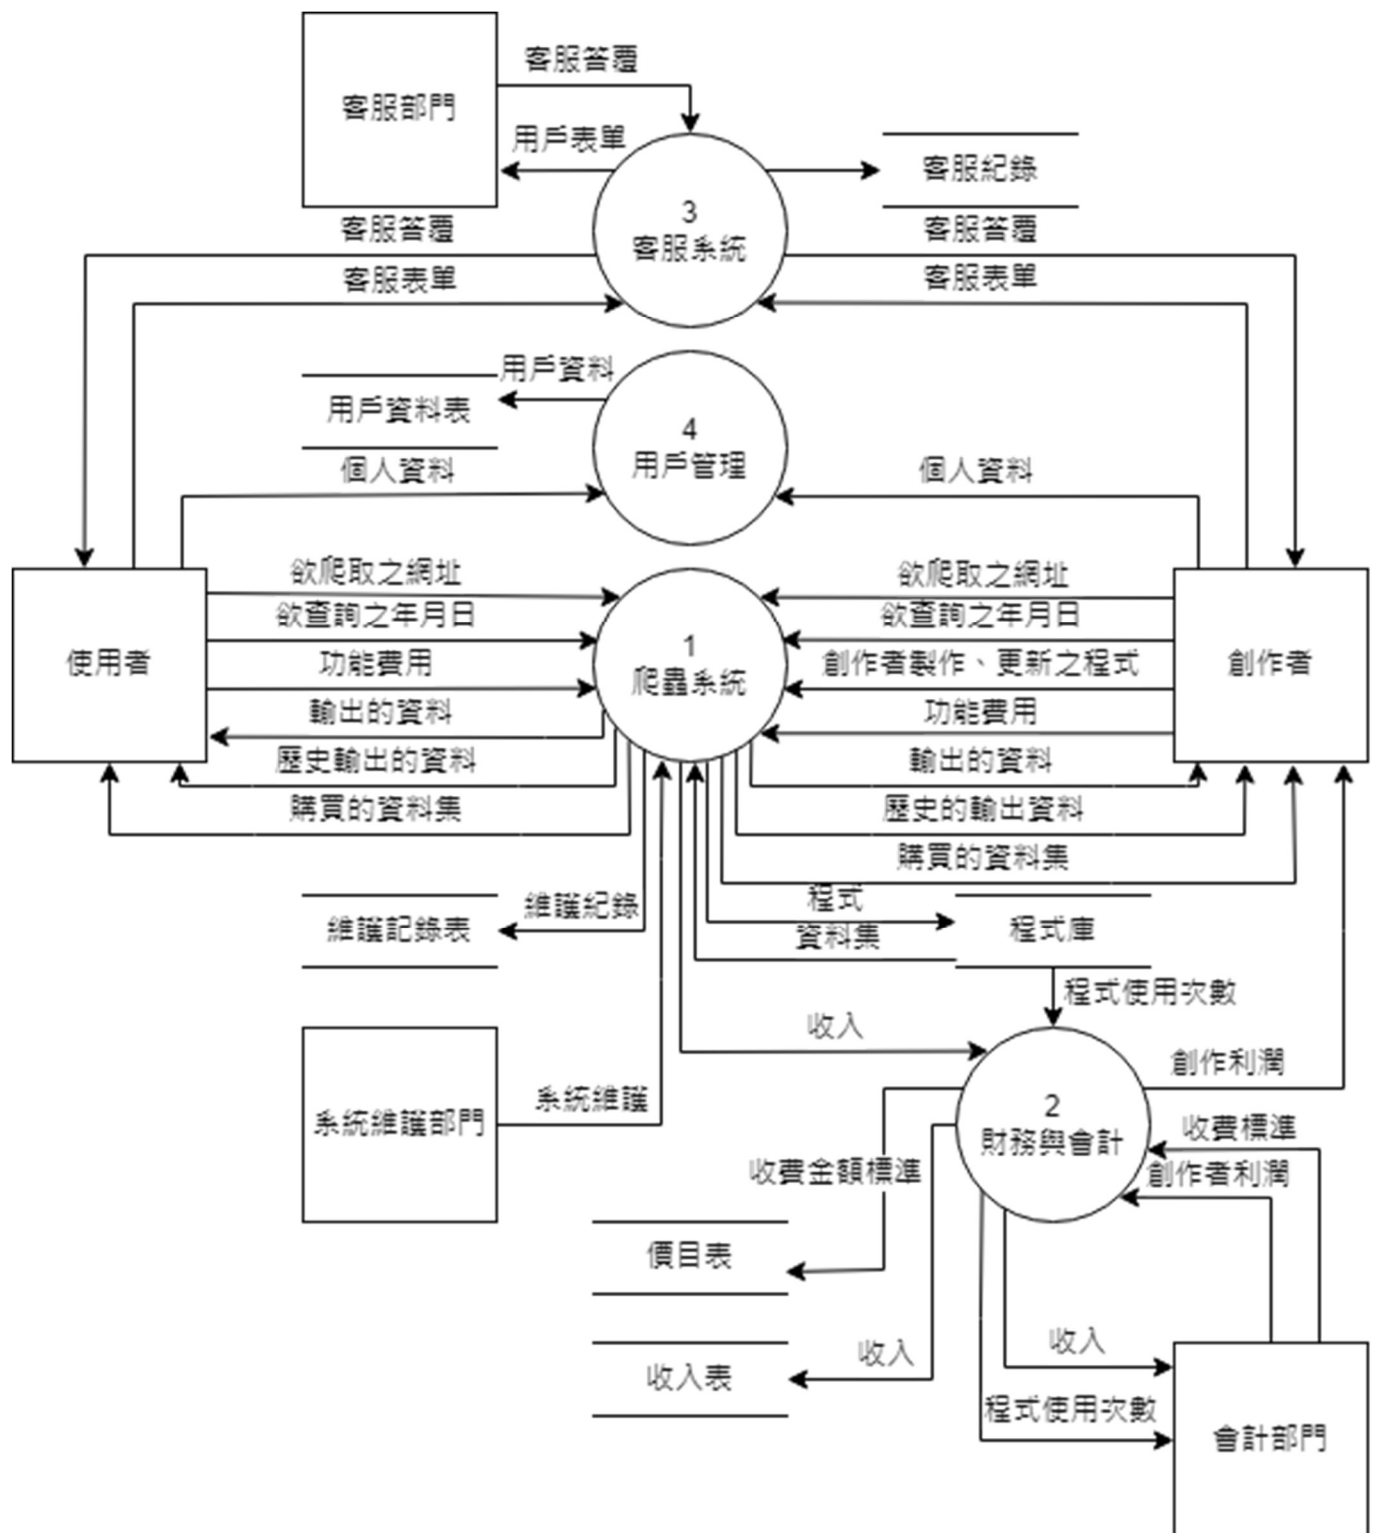 客服答覆
客服部門
用戶表單
客服紀錄
3
客服系統
客服答覆
客服答覆
客服表單
客服表單
用戶資料
用戶資料表
4
用戶管理
個人資料
個人資料
欲爬取之網址
欲爬取之網址
欲查詢之年月日
欲查詢之年月日
使用者
功能費用
1
爬蟲系統
創作者製作、更新之程式
創作者
輸出的資料
功能費用
歷史輸出的資料
輸出的資料
購買的資料集
歷史的輸出資料
購買的資料集
程式
維護紀錄
維護記錄表
資料集
程式庫
程式使用次數
收入
創作利潤
系統維護
系統維護部門
2
財務與會計
收費標準
收費金額標準
創作者利潤
價目表
收入
收入
收入表
程式使用次數
會計部門